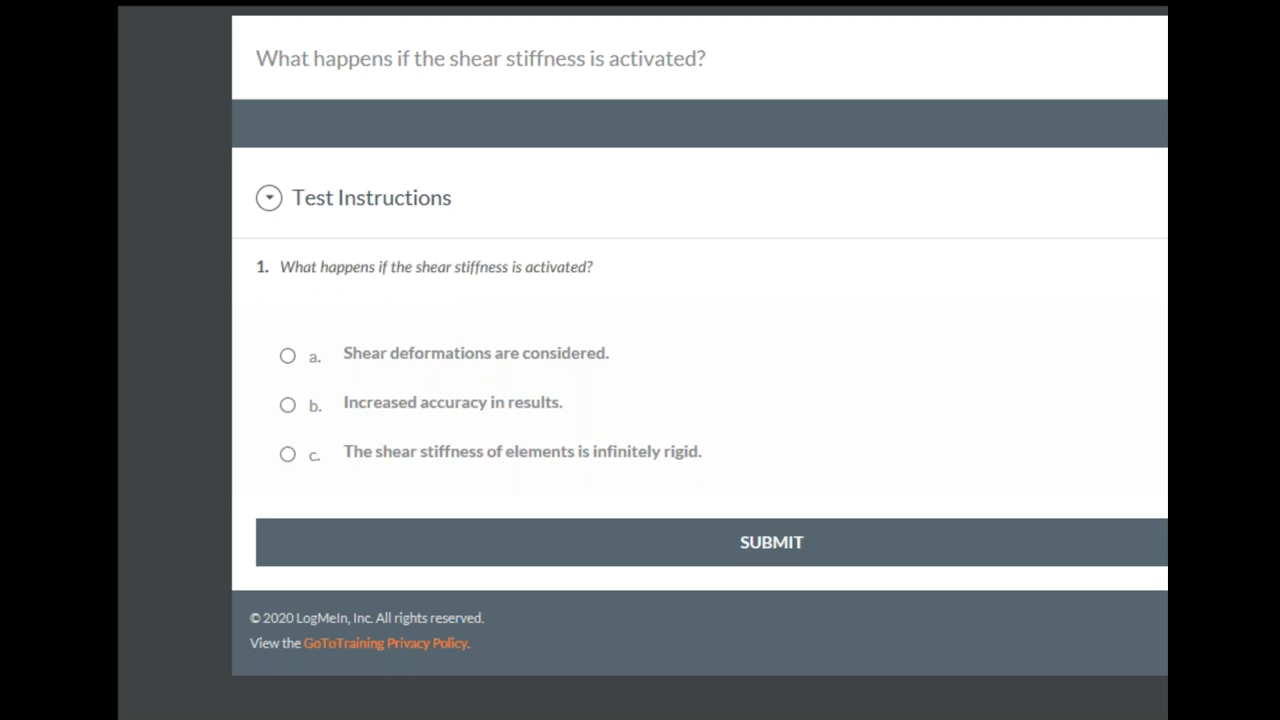 What happens if the shear stiffness is activated?
Test Instructions
1. What happens if the shear stiffness is activated?
a. Shear deformations are considered.
b. Increased accuracy in results.
c. The shear stiffness of elements is infinitely rigid.
SUBMIT
© 2020 LogMeIn, Inc. All rights reserved.
View the GoToTraining Privacy Policy.